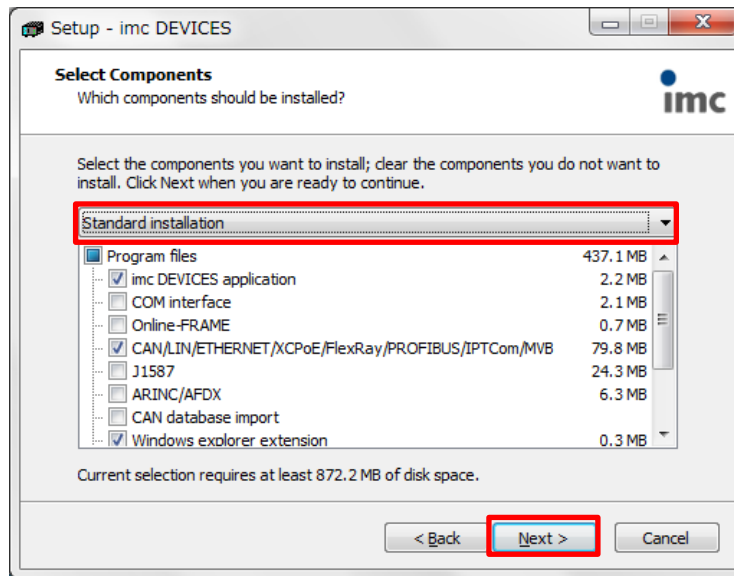 Setup - imc DEVICES
Select Components
Which components should be installed?
imc
Select the components you want to install; clear the components you do not want to
install. Click Next when you are ready to continue.
Standard installation
Program files 437.1 MB
imc DEVICES application 2.2 MB
COM interface 2.1 MB
Online-FRAME 0.7 MB
CAN/LIN/ETHERNET/XCPoE/FlexRay/PROFIBUS/IPTCom/MVB 79.8 MB
J1587 24.3 MB
ARINC/AFDX 6.3 MB
CAN database import
Windows explorer extension 0.3 MB
Current selection requires at least 872.2 MB of disk space.
< Back Next > Cancel